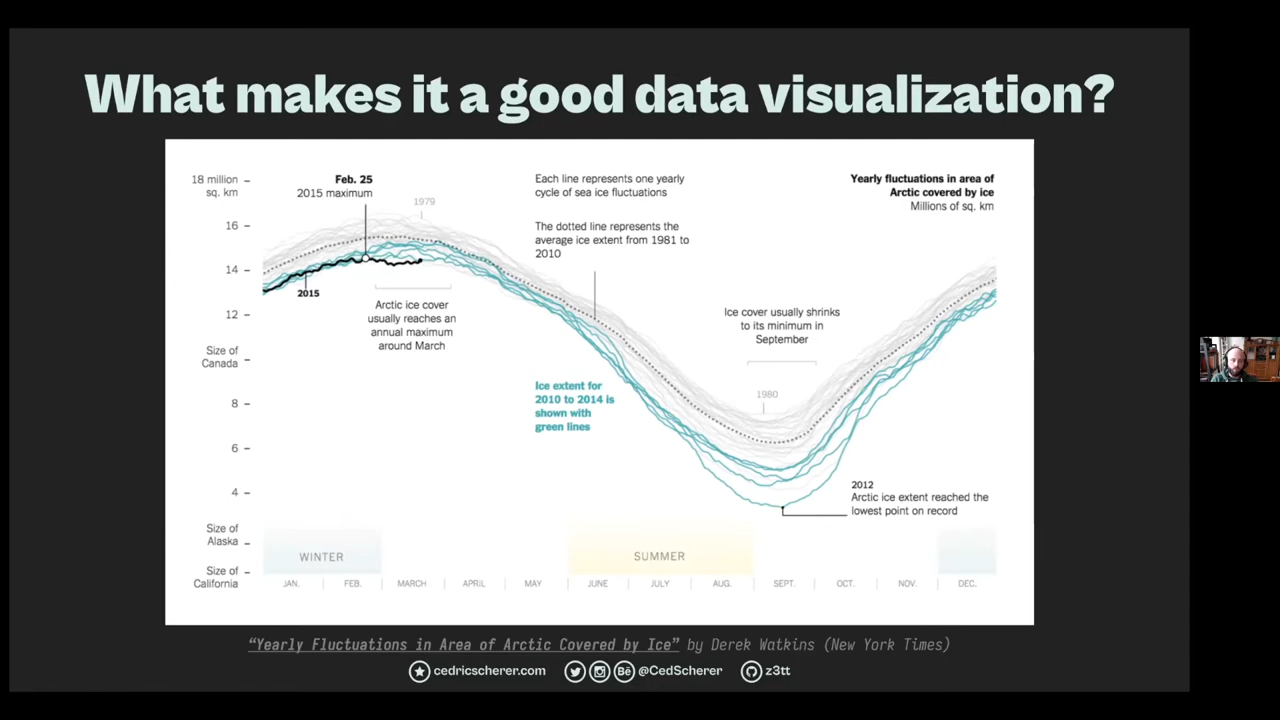 What makes it a good data visualization?
18 million
sq. km
16
14
12
Size of
Canada
8
6
4
Size of
Alaska
Size of
California
Feb. 25
2015 maximum
1979
2015
Arctic ice cover
usually reaches an
annual maximum
around March
Each line represents one yearly
cycle of sea ice fluctuations
The dotted line represents the
average ice extent from 1981 to
2010
Ice extent for
2010 to 2014 is
shown with
green lines
Yearly fluctuations in area of
Arctic covered by ice
Millions of sq. km
Ice cover usually shrinks
to its minimum in
September
1980
2012
Arctic ice extent reached the
lowest point on record
WINTER
SUMMER
JAN.
FEB.
MARCH
APRIL
MAY
JUNE
JULY
AUG.
SEPT.
OCT.
NOV.
DEC.
“Yearly Fluctuations in Area of Arctic Covered by Ice” by Derek Watkins (New York Times)
cedricscherer.com Bē @CedScherer z3tt